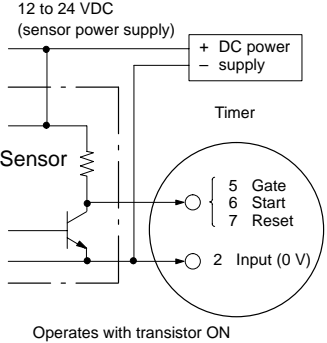 12 to 24 VDC
(sensor power supply)
+ DC power
– supply
Timer
Sensor
5 Gate
6 Start
7 Reset
2 Input (0 V)
Operates with transistor ON